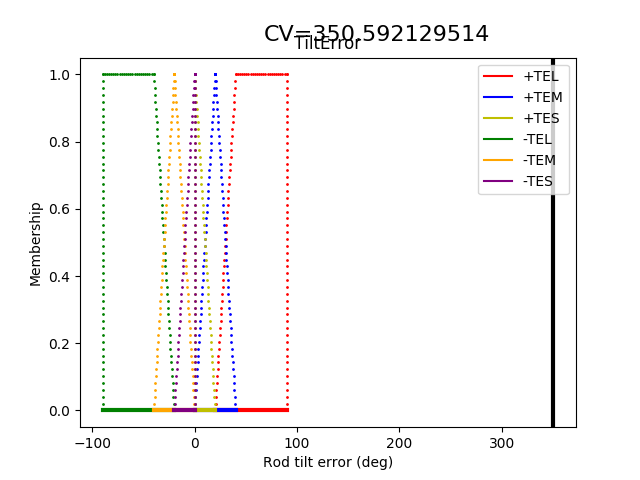 CV=350.592129514
TiltError
1.0
0.8
0.6
0.4
0.2
0.0
Membership
+TEL
+TEM
+TES
-TEL
-TEM
-TES
−100 0 100 200 300
Rod tilt error (deg)